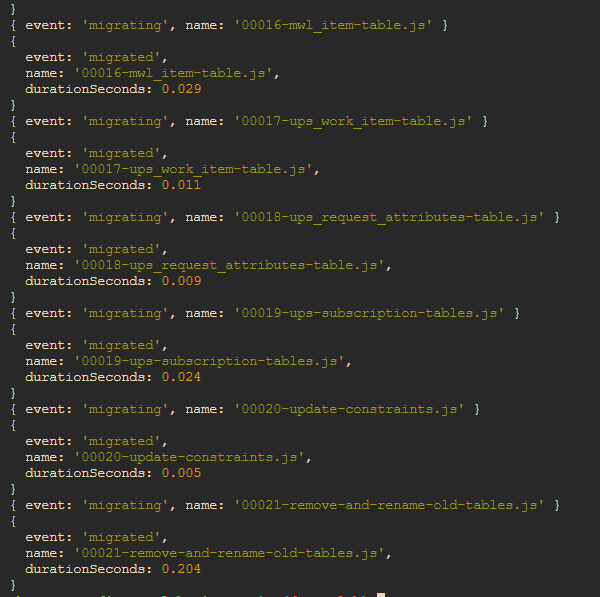 }
{ event: 'migrating', name: '00016-mwl_item-table.js' }
{
  event: 'migrated',
  name: '00016-mwl_item-table.js',
  durationSeconds: 0.029
}
{ event: 'migrating', name: '00017-ups_work_item-table.js' }
{
  event: 'migrated',
  name: '00017-ups_work_item-table.js',
  durationSeconds: 0.011
}
{ event: 'migrating', name: '00018-ups_request_attributes-table.js' }
{
  event: 'migrated',
  name: '00018-ups_request_attributes-table.js',
  durationSeconds: 0.009
}
{ event: 'migrating', name: '00019-ups-subscription-tables.js' }
{
  event: 'migrated',
  name: '00019-ups-subscription-tables.js',
  durationSeconds: 0.024
}
{ event: 'migrating', name: '00020-update-constraints.js' }
{
  event: 'migrated',
  name: '00020-update-constraints.js',
  durationSeconds: 0.005
}
{ event: 'migrating', name: '00021-remove-and-rename-old-tables.js' }
{
  event: 'migrated',
  name: '00021-remove-and-rename-old-tables.js',
  durationSeconds: 0.204
}